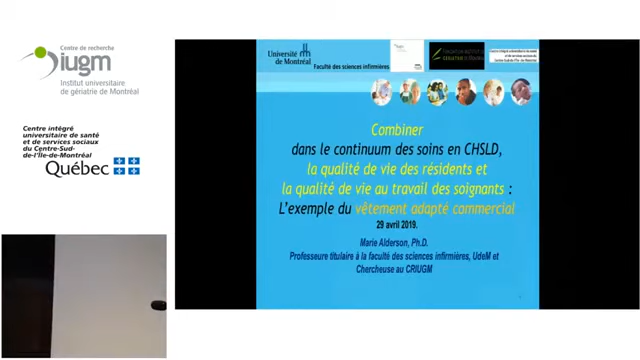 Centre de recherche
iugm
Institut universitaire
de gériatrie de Montréal
Centre intégré
universitaire de santé
et de services sociaux
du Centre-Sud-
de-l'Île-de-Montréal
Québec
Université
de Montréal
Faculté des sciences infirmières
Combiner
dans le continuum des soins en CHSLD,
la qualité de vie des résidents et
la qualité de vie au travail des soignants :
L'exemple du vêtement adapté commercial
29 avril 2019.
Marie Alderson, Ph.D.
Professeure titulaire à la faculté des sciences infirmières, UdeM et
Chercheuse au CRIUGM